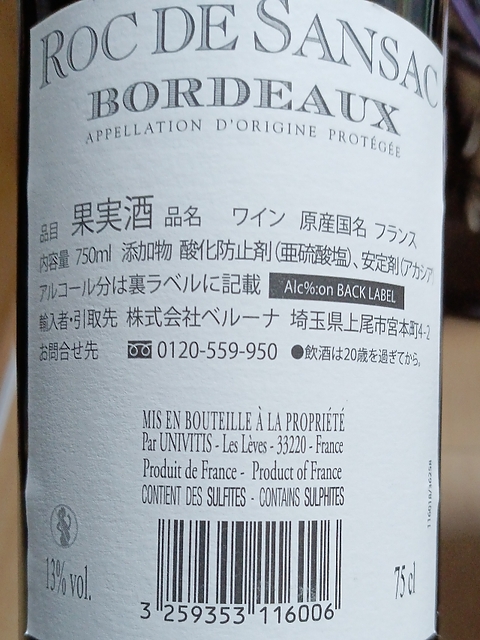 ROC DE SANSAC
BORDEAUX
APPELLATION D'ORIGINE PROTÉGÉE
品目 果実酒 品名 ワイン 原産国名 フランス
内容量 750ml 添加物 酸化防止剤(亜硫酸塩)、安定剤(アカシア
アルコール分は裏ラベルに記載 Alc%:on BACK LABEL
輸入者・引取先 株式会社ベルーナ 埼玉県上尾市宮本町4-2
お問合せ先 0120-559-950 ●飲酒は20歳を過ぎてから。
MIS EN BOUTEILLE À LA PROPRIÉTÉ
Par UNIVITIS - Les Lèves - 33220 - France
Produit de France - Product of France
CONTIENT DES SULFITES - CONTAINS SULPHITES
13% vol.
75 cl
3 259353 116006